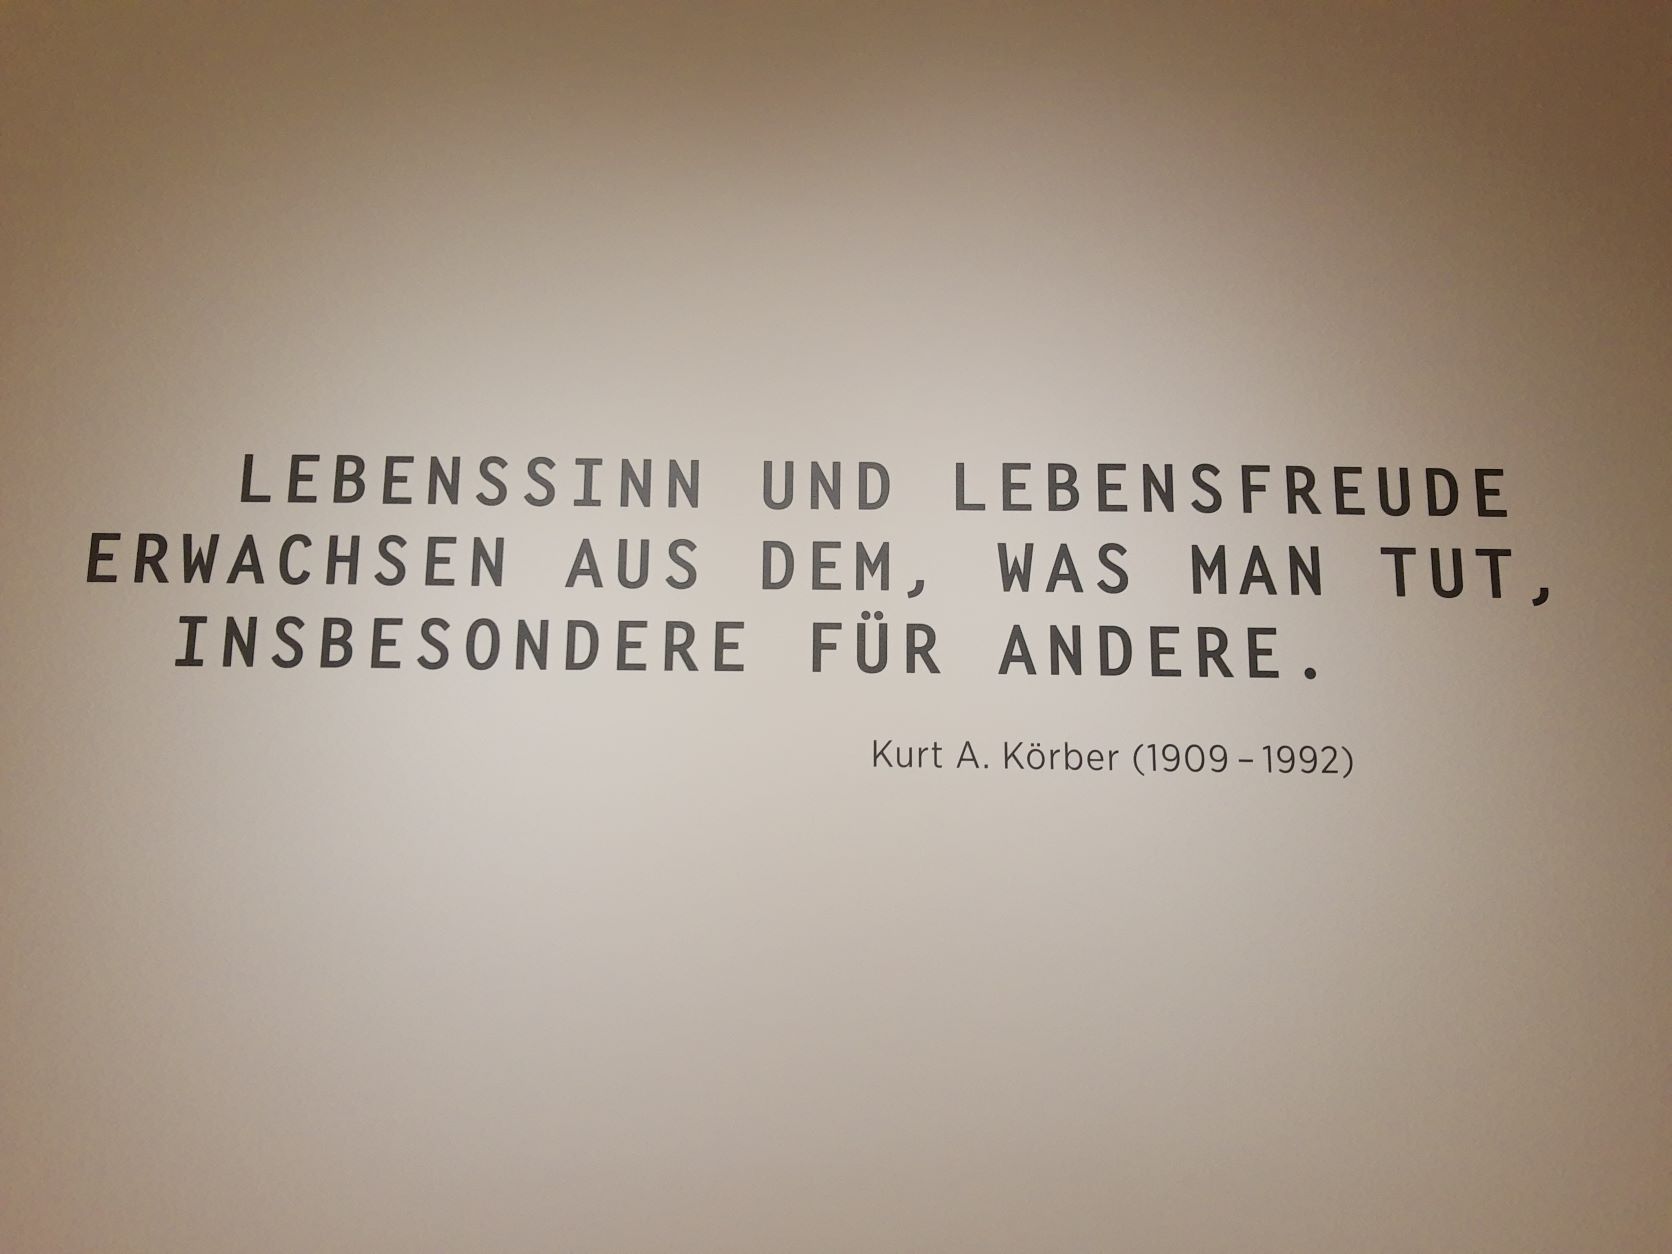 LEBENSSINN UND LEBENSFREUDE
ERWACHSEN AUS DEM, WAS MAN TUT,
INSBESONDERE FÜR ANDERE.
Kurt A. Körber (1909 – 1992)